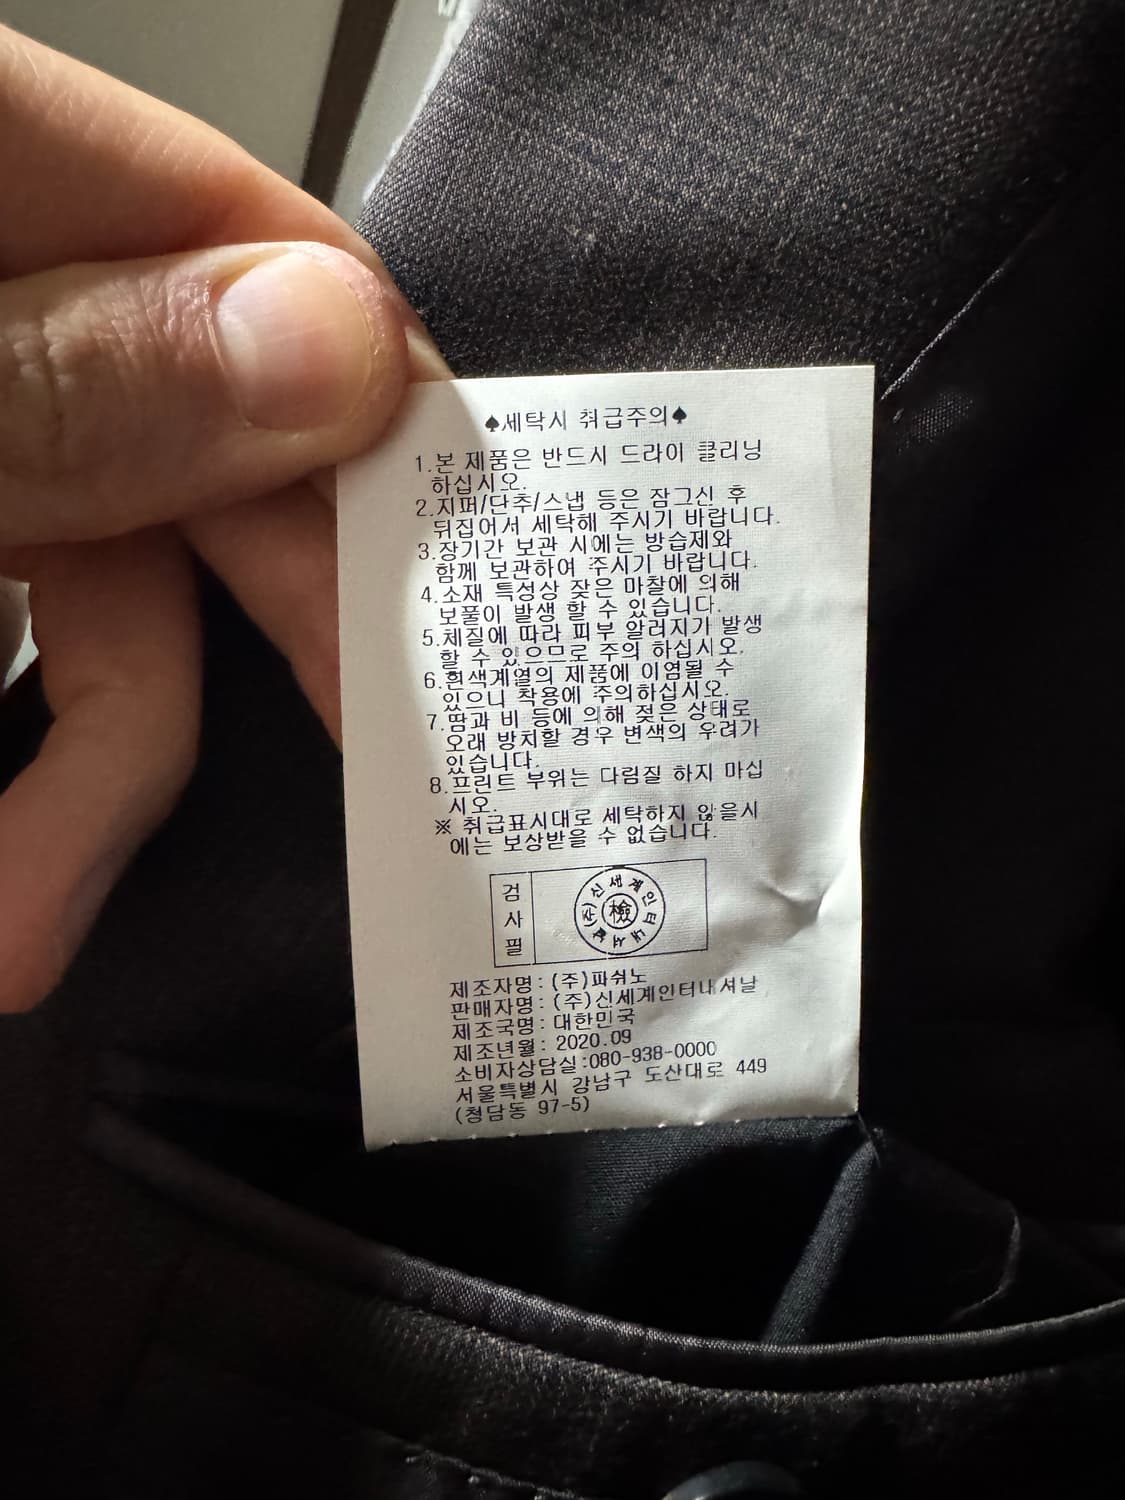 ♠세탁시 취급주의♠
1.본 제품은 반드시 드라이 클리닝
하십시오.
2.지퍼/단추/스냅 등은 잠그신 후
뒤집어서 세탁해 주시기 바랍니다.
3.장기간 보관 시에는 방습제와
함께 보관하여 주시기 바랍니다.
4.소재 특성상 잦은 마찰에 의해
보풀이 발생 할 수 있습니다.
5.체질에 따라 피부 알러지가 발생
할 수 있으므로 주의 하십시오.
6.흰색계열의 제품에 이염될 수
있으니 착용에 주의하십시오.
7.땀과 비 등에 의해 젖은 상태로
오래 방치할 경우 변색의 우려가
있습니다.
8.프린트 부위는 다림질 하지 마십
시오.
※ 취급표시대로 세탁하지 않을시
에는 보상받을 수 없습니다.
검사필
(주)신세계인터내셔날
檢
제조자명:(주)파쉬노
판매자명:(주)신세계인터내셔날
제조국명:대한민국
제조년월:2020.09
소비자상담실:080-938-0000
서울특별시 강남구 도산대로 449
(청담동 97-5)